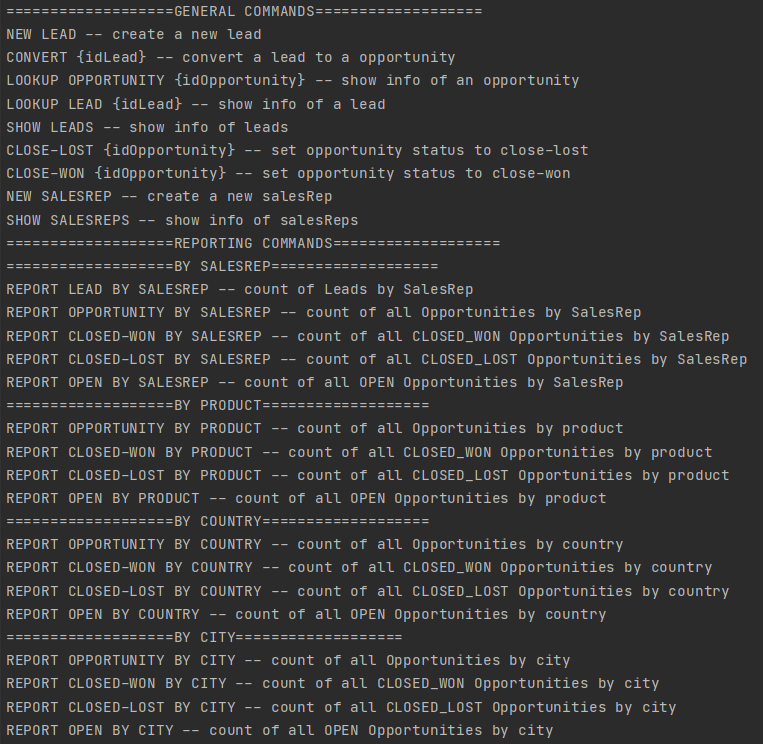 ===================GENERAL COMMANDS===================
NEW LEAD -- create a new lead
CONVERT {idLead} -- convert a lead to a opportunity
LOOKUP OPPORTUNITY {idOpportunity} -- show info of an opportunity
LOOKUP LEAD {idLead} -- show info of a lead
SHOW LEADS -- show info of leads
CLOSE-LOST {idOpportunity} -- set opportunity status to close-lost
CLOSE-WON {idOpportunity} -- set opportunity status to close-won
NEW SALESREP -- create a new salesRep
SHOW SALESREPS -- show info of salesReps
===================REPORTING COMMANDS===================
===================BY SALESREP===================
REPORT LEAD BY SALESREP -- count of Leads by SalesRep
REPORT OPPORTUNITY BY SALESREP -- count of all Opportunities by SalesRep
REPORT CLOSED-WON BY SALESREP -- count of all CLOSED_WON Opportunities by SalesRep
REPORT CLOSED-LOST BY SALESREP -- count of all CLOSED_LOST Opportunities by SalesRep
REPORT OPEN BY SALESREP -- count of all OPEN Opportunities by SalesRep
===================BY PRODUCT===================
REPORT OPPORTUNITY BY PRODUCT -- count of all Opportunities by product
REPORT CLOSED-WON BY PRODUCT -- count of all CLOSED_WON Opportunities by product
REPORT CLOSED-LOST BY PRODUCT -- count of all CLOSED_LOST Opportunities by product
REPORT OPEN BY PRODUCT -- count of all OPEN Opportunities by product
===================BY COUNTRY===================
REPORT OPPORTUNITY BY COUNTRY -- count of all Opportunities by country
REPORT CLOSED-WON BY COUNTRY -- count of all CLOSED_WON Opportunities by country
REPORT CLOSED-LOST BY COUNTRY -- count of all CLOSED_LOST Opportunities by country
REPORT OPEN BY COUNTRY -- count of all OPEN Opportunities by country
===================BY CITY===================
REPORT OPPORTUNITY BY CITY -- count of all Opportunities by city
REPORT CLOSED-WON BY CITY -- count of all CLOSED_WON Opportunities by city
REPORT CLOSED-LOST BY CITY -- count of all CLOSED_LOST Opportunities by city
REPORT OPEN BY CITY -- count of all OPEN Opportunities by city